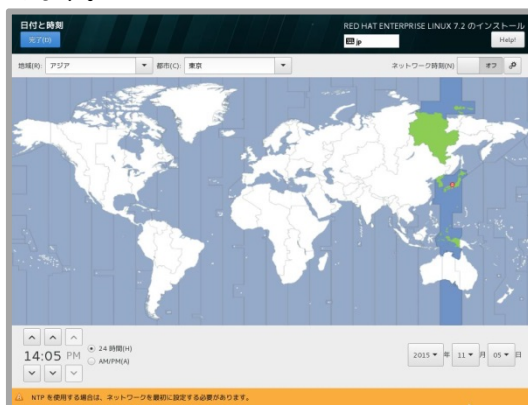 日付と時刻
RED HAT ENTERPRISE LINUX 7.2 のインストール
完了(D)
jp
Help!
地域(R): アジア
都市(C): 東京
ネットワーク時刻(N)
オフ
14:05 PM
24 時間(H)
AM/PM(A)
2015 年 11 月 05 日
NTP を使用する場合は、ネットワークを最初に設定する必要があります。